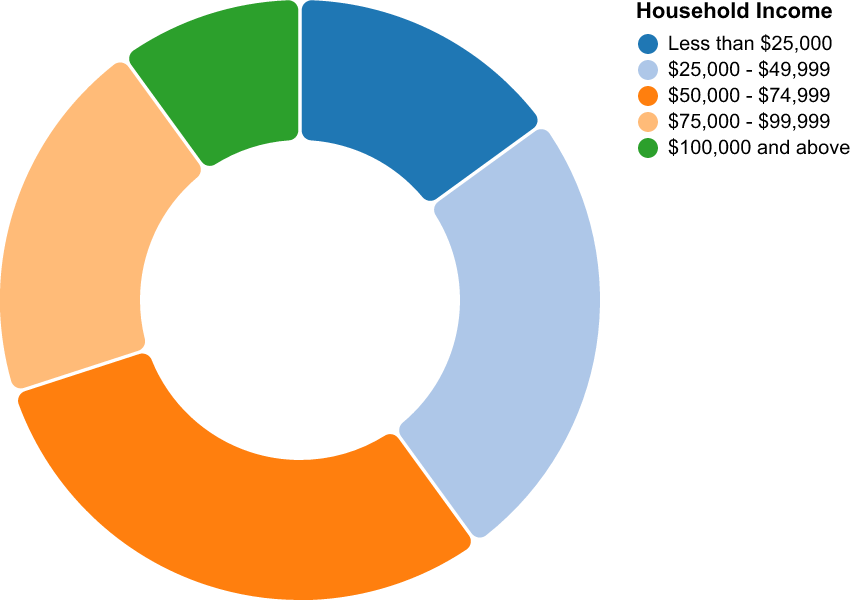 Household Income
Less than $25,000
$25,000 - $49,999
$50,000 - $74,999
$75,000 - $99,999
$100,000 and above